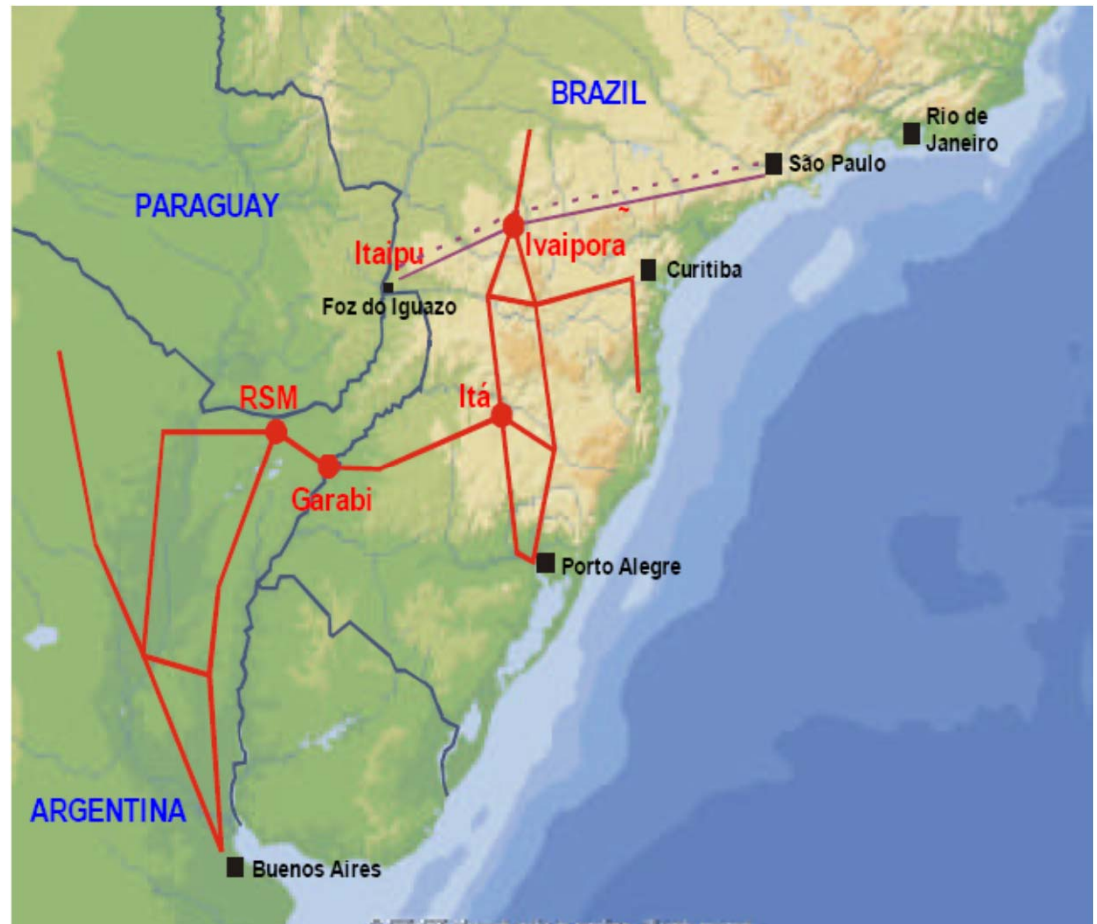 BRAZIL
Rio de
Janeiro
São Paulo
PARAGUAY
Itaipu
Ivaipora
Curitiba
Foz do Iguazo
RSM
Itá
Garabi
Porto Alegre
ARGENTINA
Buenos Aires